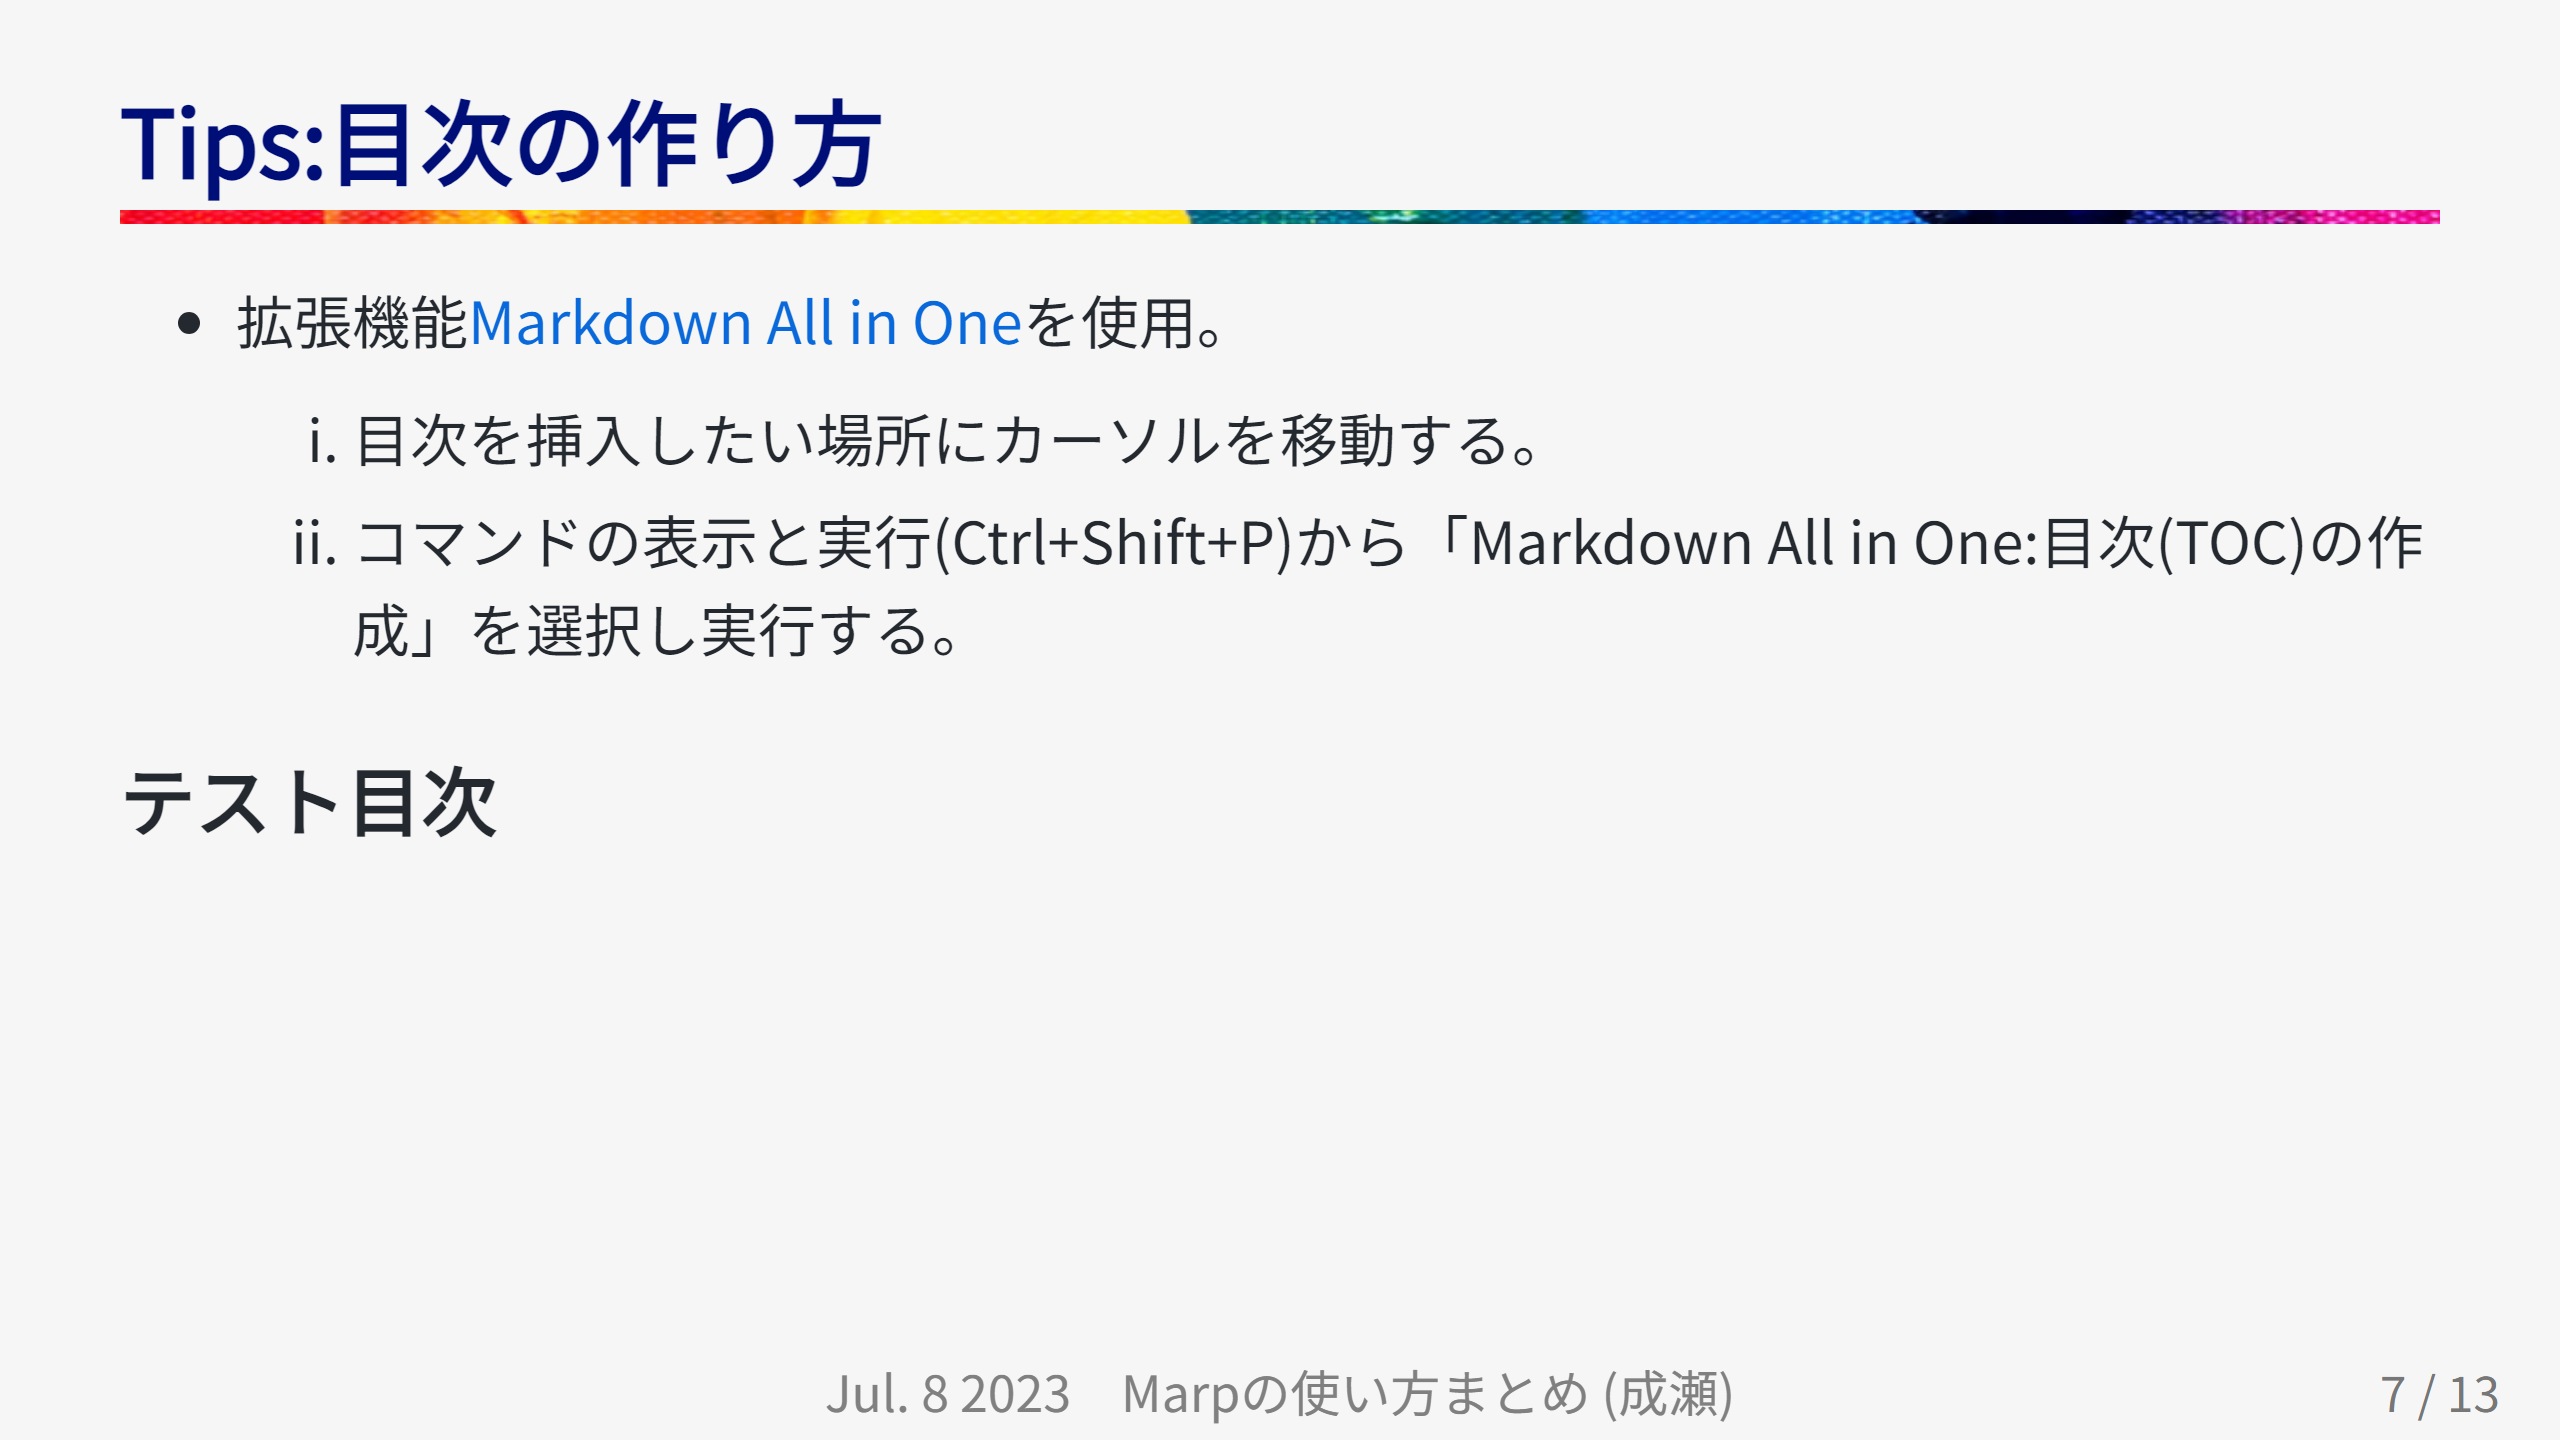 Tips:目次の作り方
• 拡張機能Markdown All in Oneを使用。
i. 目次を挿入したい場所にカーソルを移動する。
ii. コマンドの表示と実行(Ctrl+Shift+P)から「Markdown All in One:目次(TOC)の作
成」を選択し実行する。
テスト目次
Jul. 8 2023　Marpの使い方まとめ (成瀬)
7 / 13